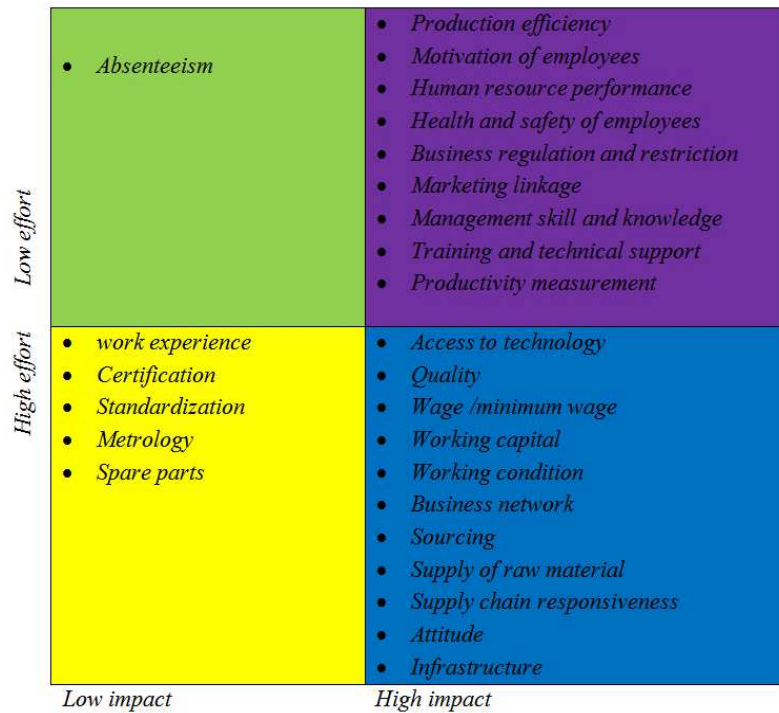 • Absenteeism
• Production efficiency
• Motivation of employees
• Human resource performance
• Health and safety of employees
• Business regulation and restriction
• Marketing linkage
• Management skill and knowledge
• Training and technical support
• Productivity measurement
Low effort
High effort
• work experience
• Certification
• Standardization
• Metrology
• Spare parts
• Access to technology
• Quality
• Wage /minimum wage
• Working capital
• Working condition
• Business network
• Sourcing
• Supply of raw material
• Supply chain responsiveness
• Attitude
• Infrastructure
Low impact
High impact